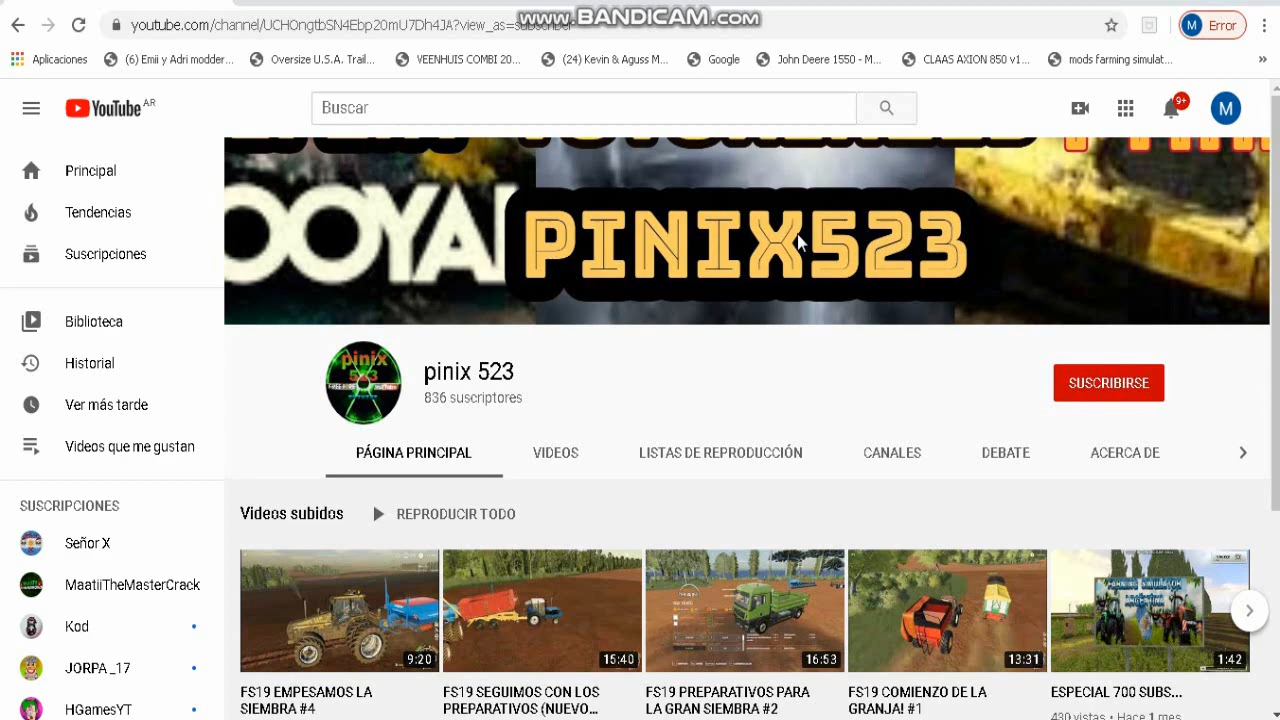 www.BANDICAM.com
youtube.com/channel/UCHOngtbSN4Ebp20mU7Dh4JA?view_as=subscriber
M Error
Aplicaciones (6) Emii y Adri modder... Oversize U.S.A. Trail... VEENHUIS COMBI 20... (24) Kevin & Aguss M... Google John Deere 1550 - M... CLAAS AXION 850 v1... mods farming simulat... »
YouTube AR
Buscar
9+
M
Principal
Tendencias
Suscripciones
Biblioteca
Historial
Ver más tarde
Videos que me gustan
SUSCRIPCIONES
Señor X
MaatiiTheMasterCrack
Kod
JORPA_17
HGamesYT
OOYA
PINIX523
pinix
523
pinix 523
836 suscriptores
SUSCRIBIRSE
PÁGINA PRINCIPAL VIDEOS LISTAS DE REPRODUCCIÓN CANALES DEBATE ACERCA DE
Videos subidos REPRODUCIR TODO
FARMING SIMULATOR
ARGENTINA
9:20 15:40 16:53 13:31 1:42
FS19 EMPESAMOS LA
SIEMBRA #4
FS19 SEGUIMOS CON LOS
PREPARATIVOS (NUEVO...
FS19 PREPARATIVOS PARA
LA GRAN SIEMBRA #2
FS19 COMIENZO DE LA
GRANJA! #1
ESPECIAL 700 SUBS...
430 vistas • Hace 1 mes